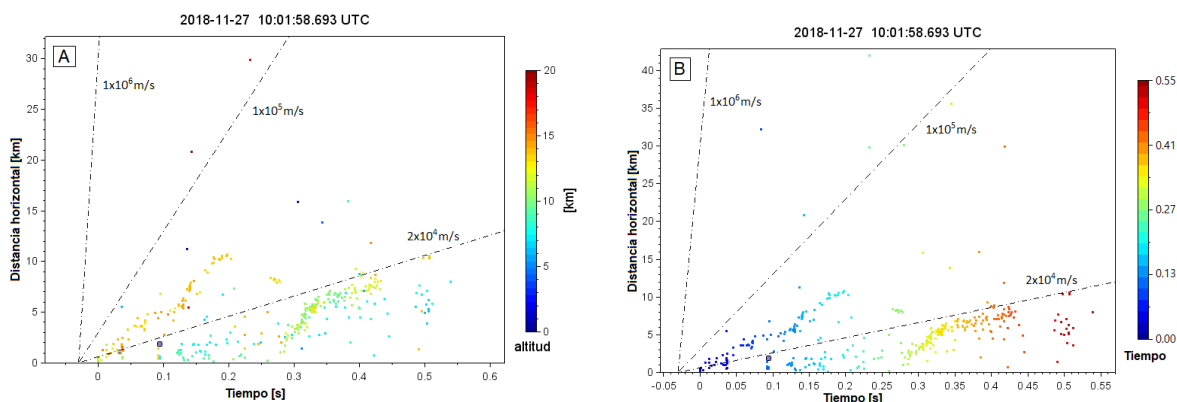 2018-11-27 10:01:58.693 UTC
A
Distancia horizontal [km]
30
25
20
15
10
5
0
1x10⁶m/s
1x10⁵m/s
2x10⁴m/s
0
0.1
0.2
0.3
0.4
0.5
0.6
Tiempo [s]
20
15
10
5
0
[km]
altitud
2018-11-27 10:01:58.693 UTC
B
Distancia horizontal [km]
40
35
30
25
20
15
10
5
0
1x10⁶m/s
1x10⁵m/s
2x10⁴m/s
-0.05
0
0.05
0.1
0.15
0.2
0.25
0.3
0.35
0.4
0.45
0.5
0.55
Tiempo [s]
0.55
0.41
0.27
0.13
0.00
Tiempo